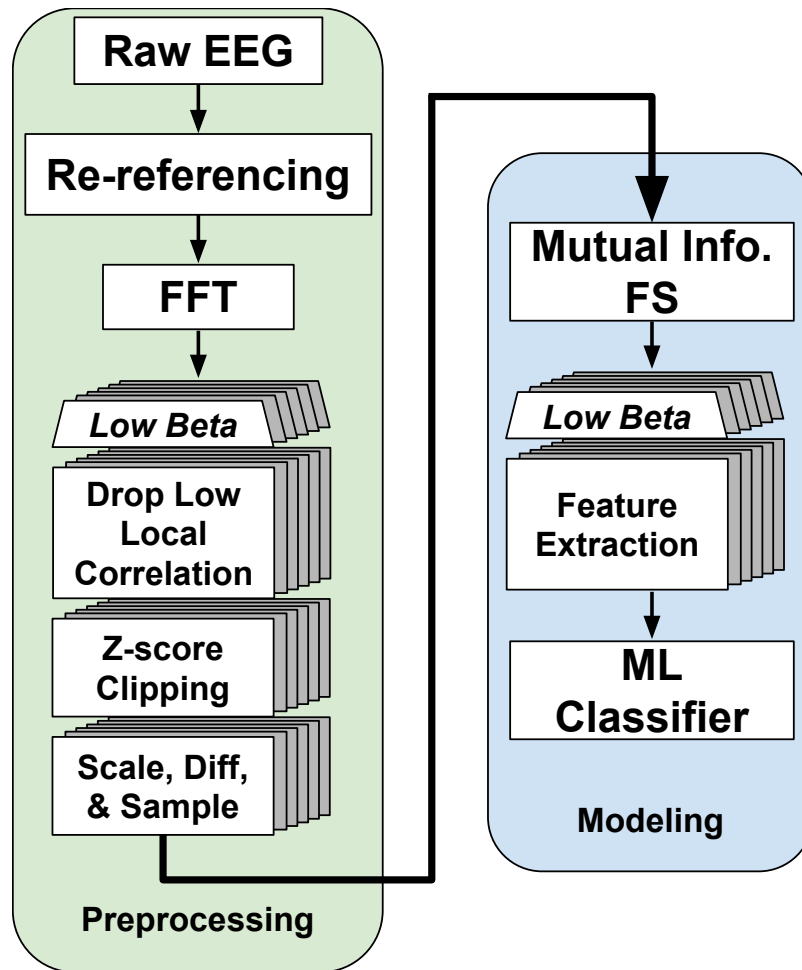 Raw EEG
Re-referencing
FFT
Low Beta
Drop Low
Local
Correlation
Z-score
Clipping
Scale, Diff,
& Sample
Preprocessing
Mutual Info.
FS
Low Beta
Feature
Extraction
ML
Classifier
Modeling